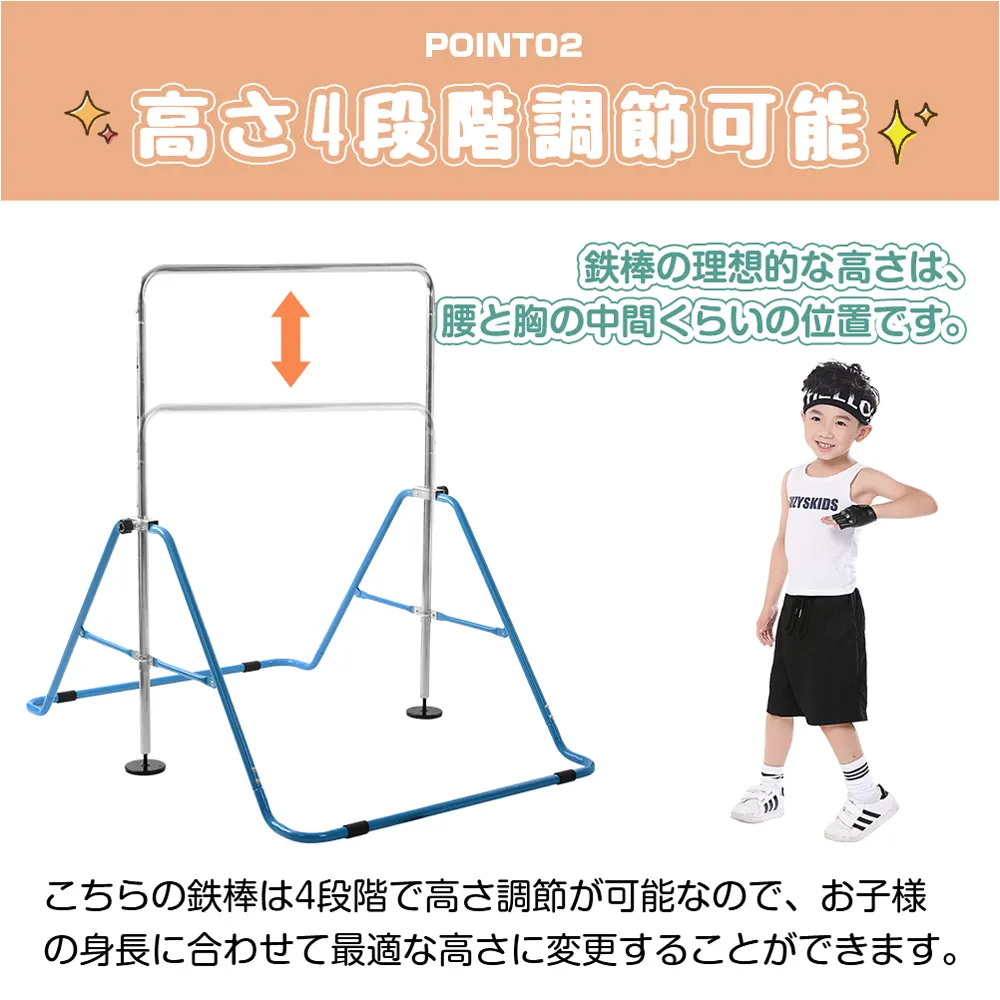 POINT02
高さ4段階調節可能
鉄棒の理想的な高さは、
腰と胸の中間くらいの位置です。
HELLO
ZYSKIDS
こちらの鉄棒は4段階で高さ調節が可能なので、お子様
の身長に合わせて最適な高さに変更することができます。